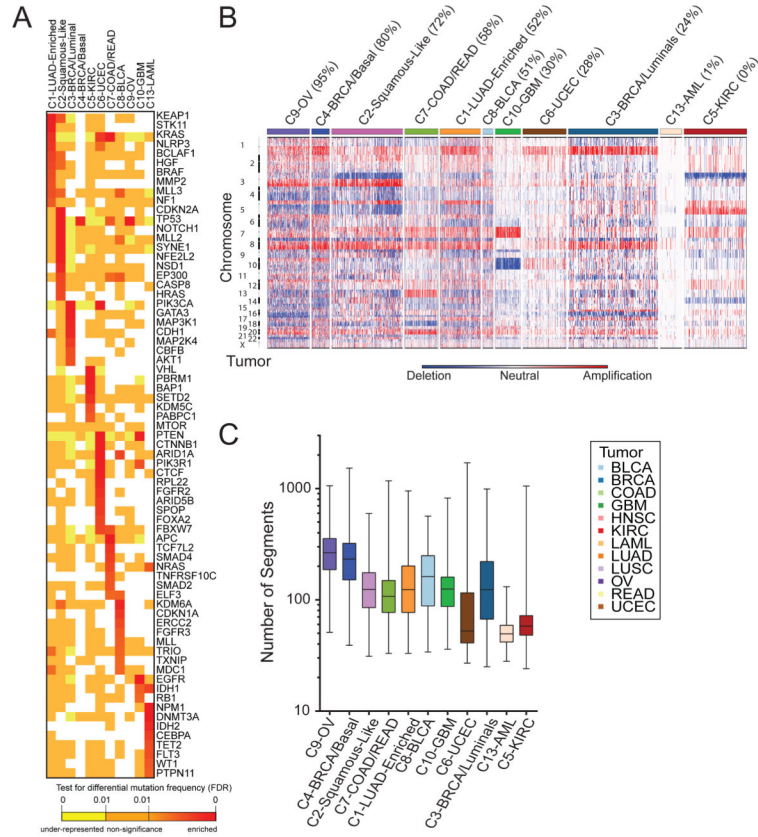 A
C1-LUAD-Enriched
C2-Squamous-Like
C3-BRCA/Luminal
C4-BRCA/Basal
C5-KIRC
C6-UCEC
C7-COAD/READ
C8-BLCA
C9-OV
C10-GBM
C13-LAML
KEAP1
STK11
KRAS
NLRP3
BCLAF1
HGF
BRAF
MMP2
MLL3
NF1
CDKN2A
TP53
NOTCH1
MLL2
SYNE1
NFE2L2
NSD1
EP300
CASP8
HRAS
PIK3CA
GATA3
MAP3K1
CDH1
MAP2K4
CBFB
AKT1
VHL
PBRM1
BAP1
SETD2
KDM5C
PABPC1
MTOR
PTEN
CTNNB1
ARID1A
PIK3R1
CTCF
RPL22
FGFR2
ARID5B
SPOP
FOXA2
FBXW7
APC
TCF7L2
SMAD4
NRAS
TNFRSF10C
SMAD2
ELF3
KDM6A
CDKN1A
ERCC2
FGFR3
MLL
TRIO
TXNIP
MDC1
EGFR
IDH1
RB1
NPM1
DNMT3A
IDH2
CEBPA
TET2
FLT3
WT1
PTPN11
Test for differential mutation frequency (FDR)
0 0.01 0.01 0
under-represented non-significance enriched
B
C9-OV (95%)
C4-BRCA/Basal (80%)
C2-Squamous-Like (72%)
C7-COAD/READ (58%)
C1-LUAD-Enriched (52%)
C8-BLCA (51%)
C10-GBM (30%)
C6-UCEC (28%)
C3-BRCA/Luminals (24%)
C13-AML (1%)
C5-KIRC (0%)
Chromosome
1
2
3
4
5
6
7
8
9
10
11
12
13
14
15
16
17
18
19
20
21
22
X
Tumor
Deletion Neutral Amplification
C
Number of Segments
1000
100
10
C9-OV
C4-BRCA/Basal
C2-Squamous-Like
C7-COAD/READ
C1-LUAD-Enriched
C8-BLCA
C10-GBM
C6-UCEC
C3-BRCA/Luminals
C13-AML
C5-KIRC
Tumor
BLCA
BRCA
COAD
GBM
HNSC
KIRC
LAML
LUAD
LUSC
OV
READ
UCEC